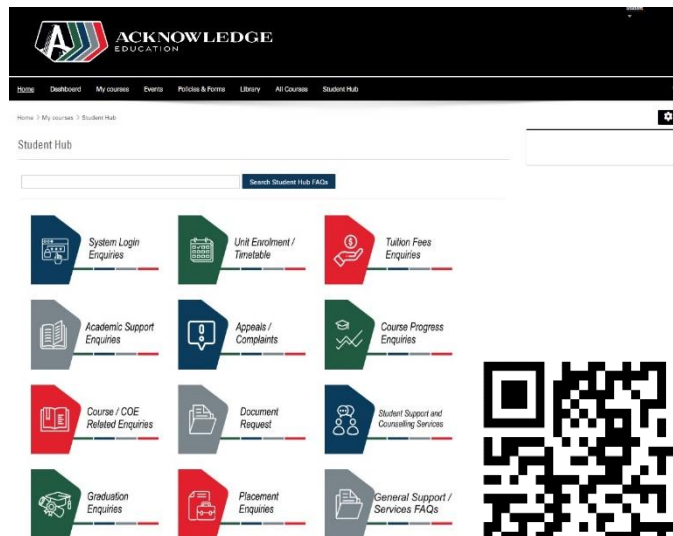 ACKNOWLEDGE
EDUCATION
Home Dashboard My courses Events Policies & Forms Library All Courses Student Hub
Home > My courses > Student Hub
Student Hub
Search Student Hub FAQs
System Login
Enquiries
Unit Enrolment /
Timetable
Tuition Fees
Enquiries
Academic Support
Enquiries
Appeals /
Complaints
Course Progress
Enquiries
Course / COE
Related Enquiries
Document
Request
Student Support and
Counselling Services
Graduation
Enquiries
Placement
Enquiries
General Support /
Services FAQs